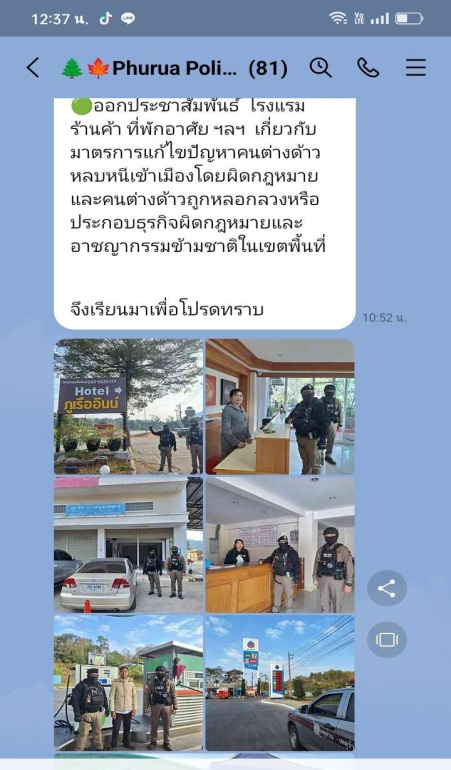 12:37 น.
Phurua Poli... (81)
ออกประชาสัมพันธ์ โรงแรม
ร้านค้า ที่พักอาศัย ฯลฯ เกี่ยวกับ
มาตรการแก้ไขปัญหาคนต่างด้าว
หลบหนีเข้าเมืองโดยผิดกฎหมาย
และคนต่างด้าวถูกหลอกลวงหรือ
ประกอบธุรกิจผิดกฎหมายและ
อาชญากรรมข้ามชาติในเขตพื้นที่
จึงเรียนมาเพื่อโปรดทราบ
10:52 น.
Hotel
ภูเรืออินน์